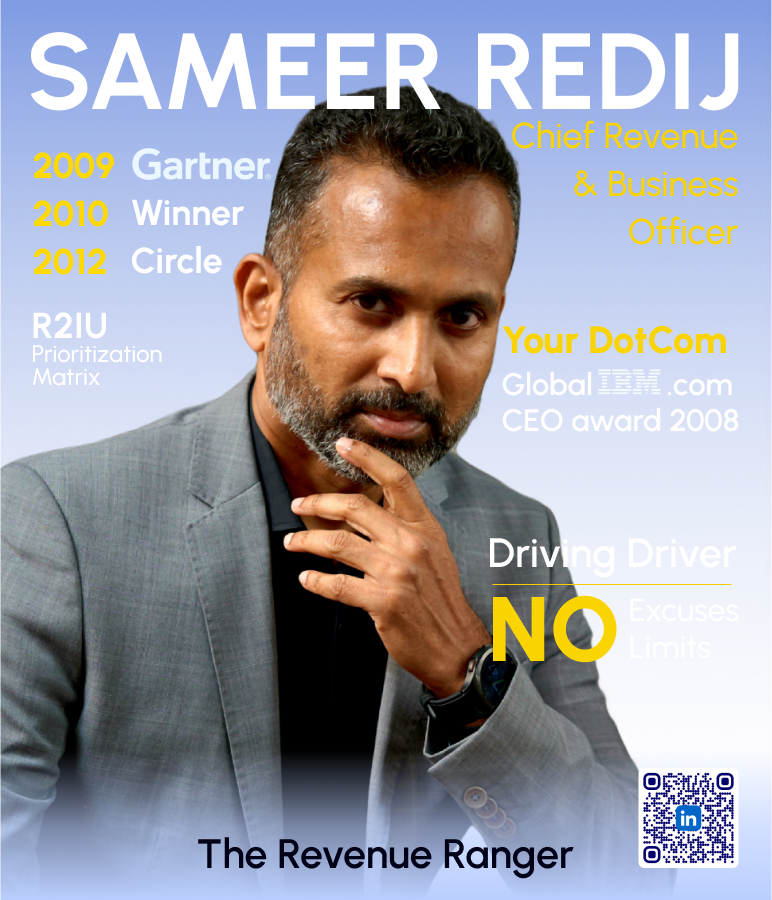 SAMEER REDIJ
Chief Revenue
& Business
Officer
2009 Gartner®
2010 Winner
2012 Circle
R2IU
Prioritization
Matrix
Your DotCom
Global IBM .com
CEO award 2008
Driving Driver
NO Excuses
Limits
in
The Revenue Ranger